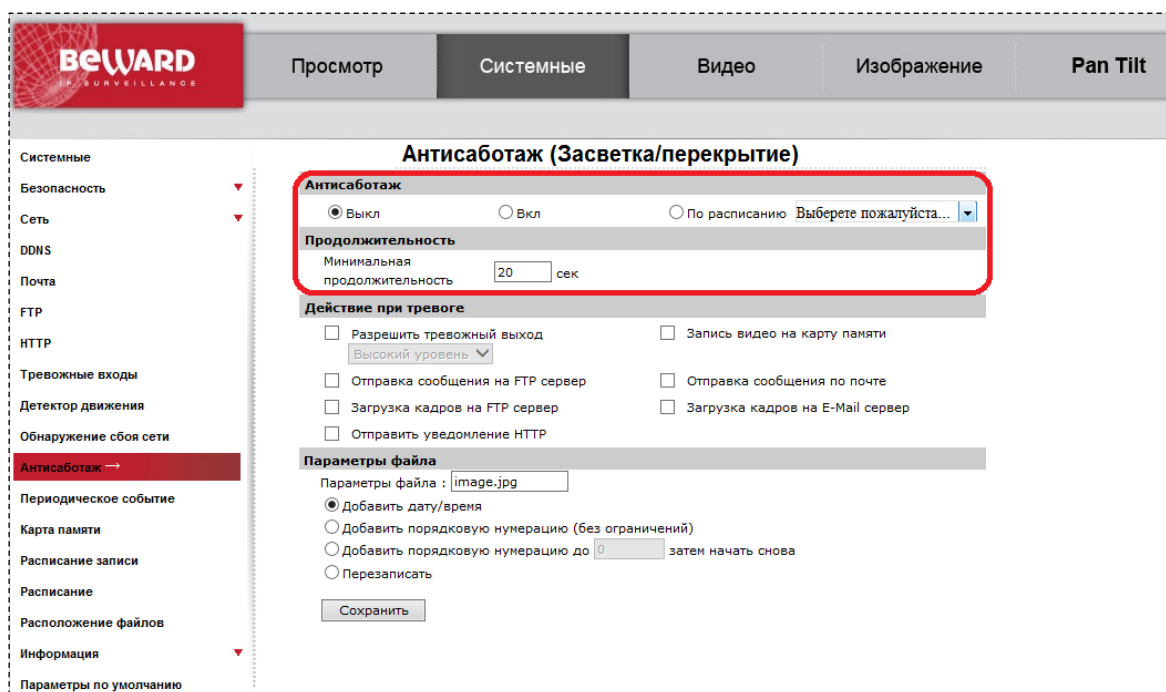 BEWARD
IP SURVEILLANCE
Просмотр
Системные
Видео
Изображение
Pan Tilt
Системные
Безопасность
Сеть
DDNS
Почта
FTP
HTTP
Тревожные входы
Детектор движения
Обнаружение сбоя сети
Антисаботаж →
Периодическое событие
Карта памяти
Расписание записи
Расписание
Расположение файлов
Информация
Параметры по умолчанию
Антисаботаж (Засветка/перекрытие)
Антисаботаж
Выкл Вкл По расписанию Выберете пожалуйста...
Продолжительность
Минимальная
продолжительность 20 сек
Действие при тревоге
Разрешить тревожный выход Запись видео на карту памяти
Высокий уровень
Отправка сообщения на FTP сервер Отправка сообщения по почте
Загрузка кадров на FTP сервер Загрузка кадров на E-Mail сервер
Отправить уведомление HTTP
Параметры файла
Параметры файла : image.jpg
Добавить дату/время
Добавить порядковую нумерацию (без ограничений)
Добавить порядковую нумерацию до 0 затем начать снова
Перезаписать
Сохранить